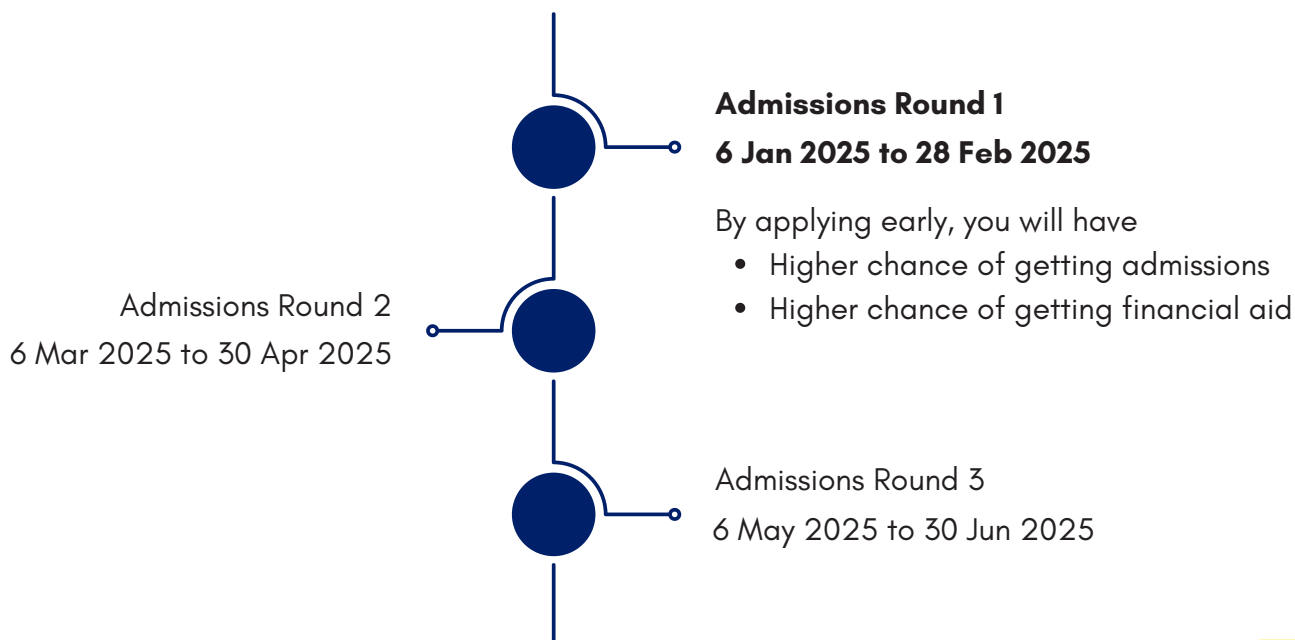 Admissions Round 1
6 Jan 2025 to 28 Feb 2025
By applying early, you will have
• Higher chance of getting admissions
• Higher chance of getting financial aid
Admissions Round 2
6 Mar 2025 to 30 Apr 2025
Admissions Round 3
6 May 2025 to 30 Jun 2025